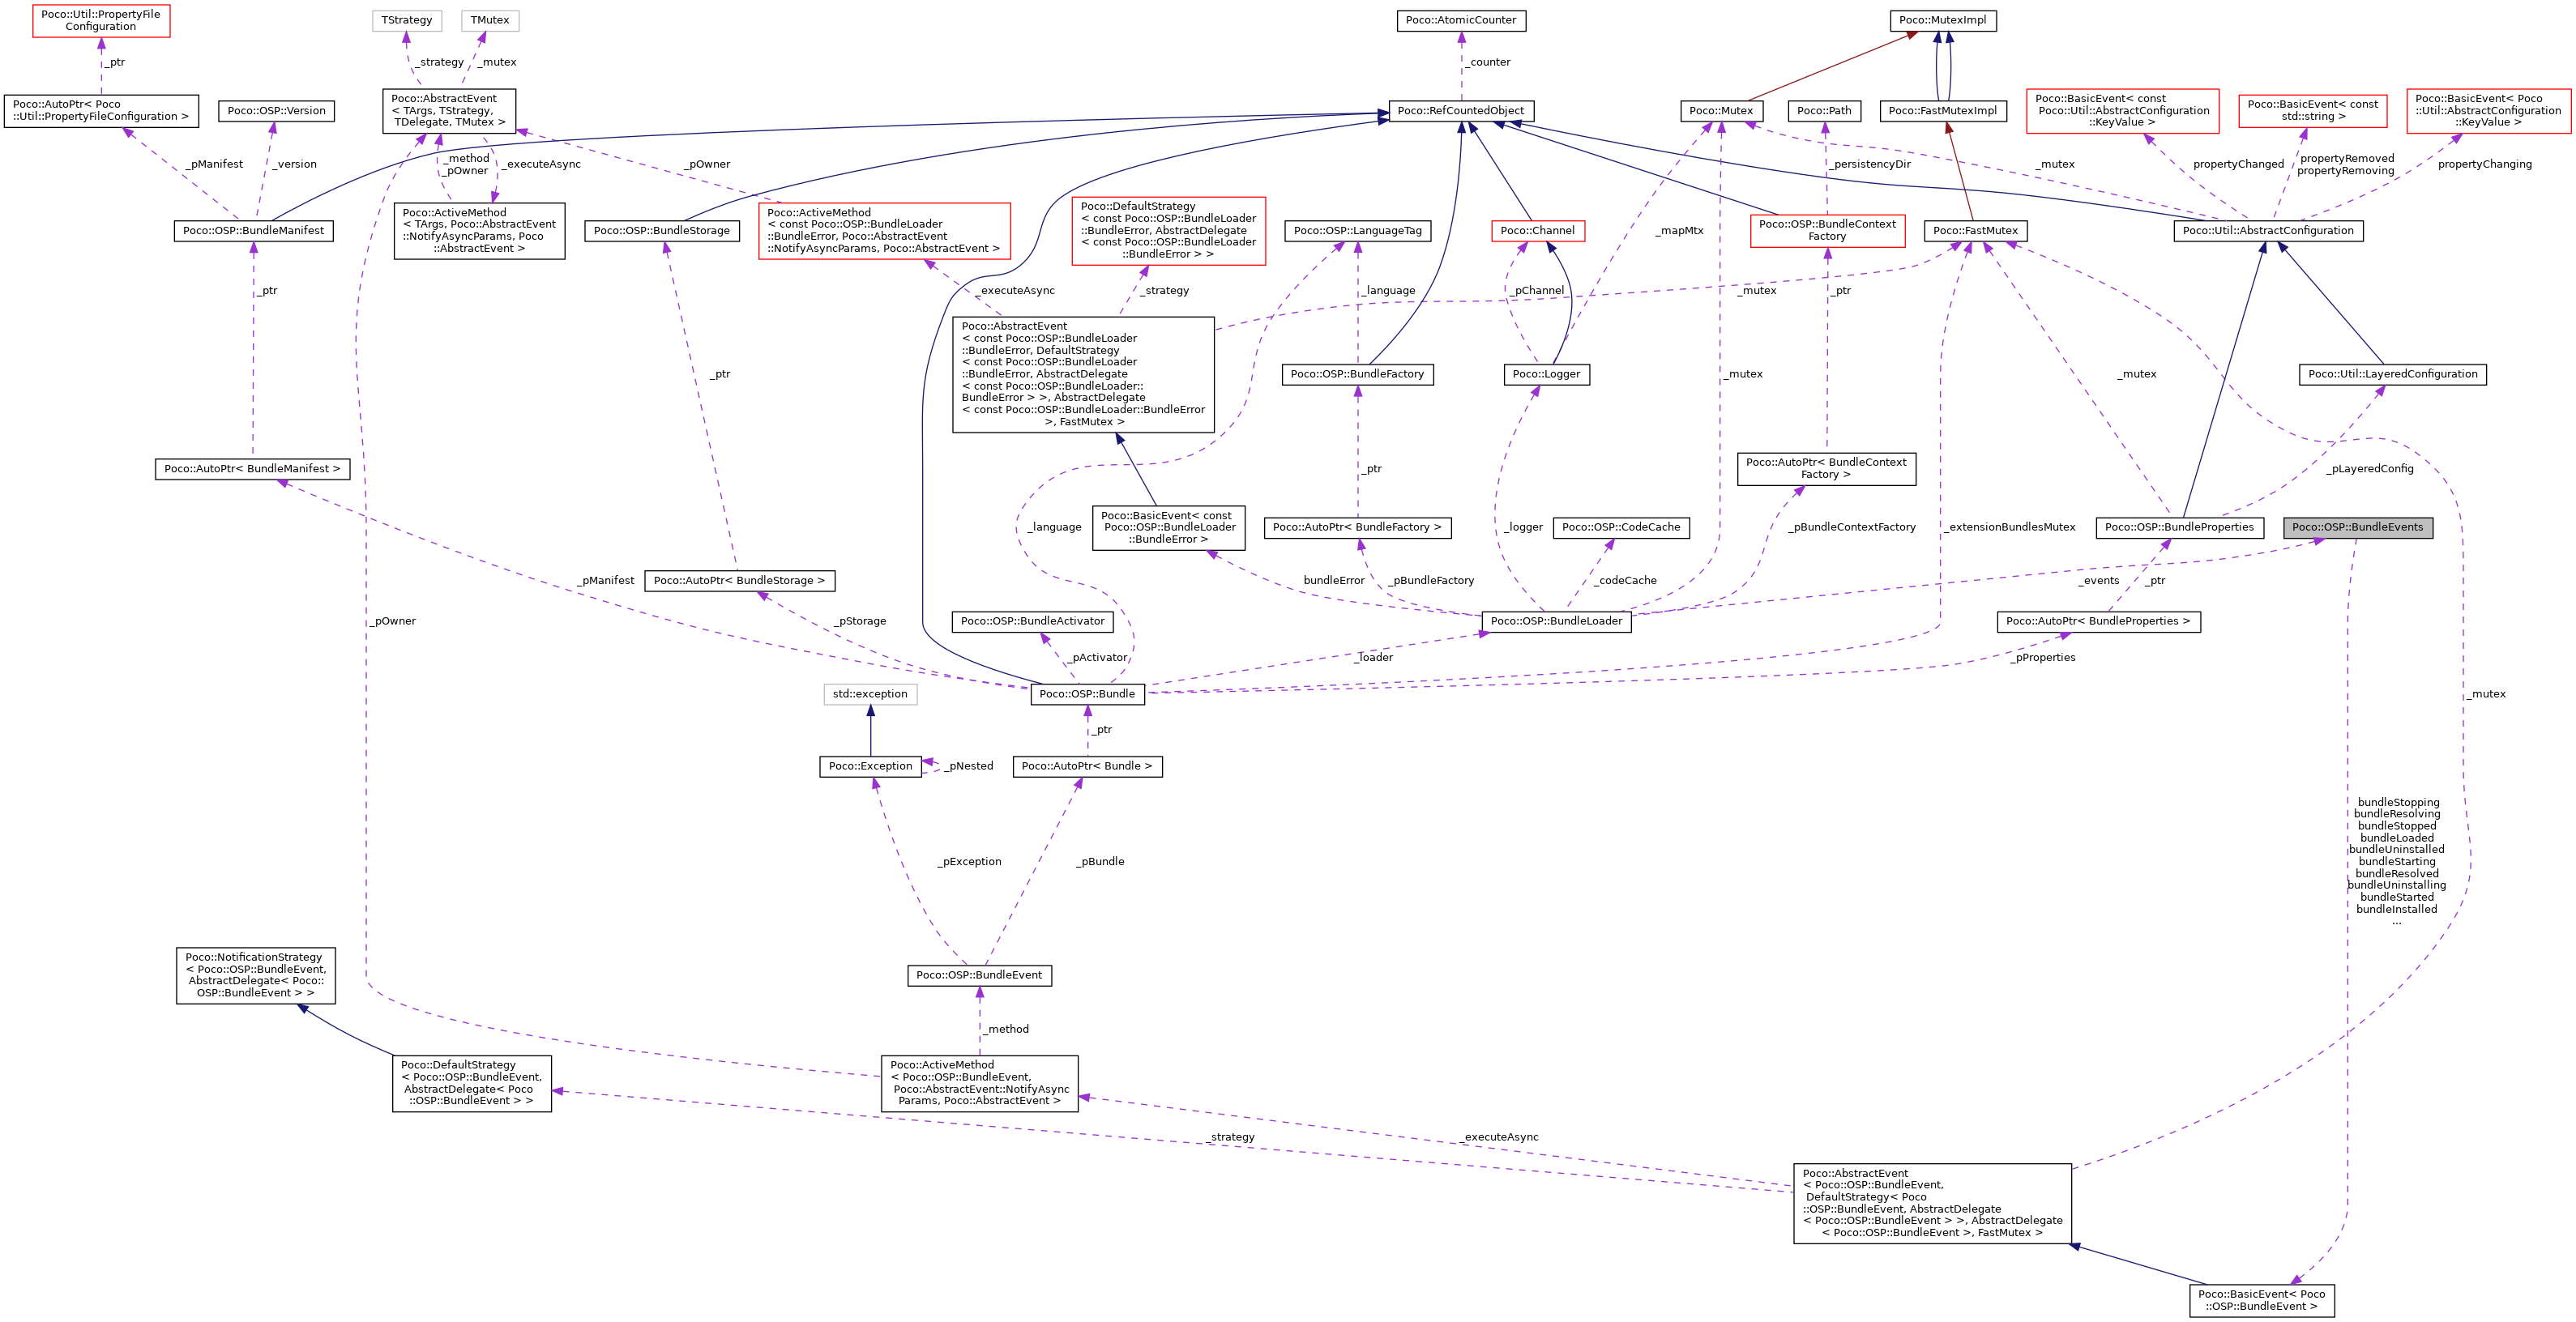 Poco::Util::PropertyFile
Configuration
TStrategy
TMutex
Poco::AtomicCounter
Poco::MutexImpl
_ptr
_strategy
_mutex
_counter
Poco::AutoPtr< Poco
::Util::PropertyFileConfiguration >
Poco::OSP::Version
Poco::AbstractEvent
< TArgs, TStrategy,
TDelegate, TMutex >
Poco::RefCountedObject
Poco::Mutex
Poco::Path
Poco::FastMutexImpl
Poco::BasicEvent< const
Poco::Util::AbstractConfiguration
::KeyValue >
Poco::BasicEvent< const
std::string >
Poco::BasicEvent< Poco
::Util::AbstractConfiguration
::KeyValue >
_pManifest
_version
_method
_pOwner
_executeAsync
_pOwner
_persistencyDir
_mutex
propertyChanged
propertyRemoved
propertyRemoving
propertyChanging
Poco::OSP::BundleManifest
Poco::ActiveMethod
< TArgs, Poco::AbstractEvent
::NotifyAsyncParams, Poco
::AbstractEvent >
Poco::OSP::BundleStorage
Poco::ActiveMethod
< const Poco::OSP::BundleLoader
::BundleError, Poco::AbstractEvent
::NotifyAsyncParams, Poco::AbstractEvent >
Poco::DefaultStrategy
< const Poco::OSP::BundleLoader
::BundleError, AbstractDelegate
< const Poco::OSP::BundleLoader
::BundleError > >
Poco::OSP::LanguageTag
Poco::Channel
_mapMtx
Poco::OSP::BundleContext
Factory
Poco::FastMutex
Poco::Util::AbstractConfiguration
_ptr
_executeAsync
_strategy
_language
_pChannel
_mutex
_ptr
Poco::AbstractEvent
< const Poco::OSP::BundleLoader
::BundleError, DefaultStrategy
< const Poco::OSP::BundleLoader
::BundleError, AbstractDelegate
< const Poco::OSP::BundleLoader::
BundleError > >, AbstractDelegate
< const Poco::OSP::BundleLoader::BundleError
>, FastMutex >
_ptr
Poco::OSP::BundleFactory
Poco::Logger
_mutex
_mutex
Poco::Util::LayeredConfiguration
Poco::AutoPtr< BundleManifest >
_ptr
Poco::AutoPtr< BundleContext
Factory >
_pLayeredConfig
_language
Poco::BasicEvent< const
Poco::OSP::BundleLoader
::BundleError >
Poco::AutoPtr< BundleFactory >
_logger
Poco::OSP::CodeCache
_pBundleContextFactory
_extensionBundlesMutex
Poco::OSP::BundleProperties
Poco::OSP::BundleEvents
_pManifest
Poco::AutoPtr< BundleStorage >
bundleError
_pBundleFactory
_codeCache
_events
_ptr
_pOwner
_pStorage
Poco::OSP::BundleActivator
Poco::OSP::BundleLoader
Poco::AutoPtr< BundleProperties >
_pActivator
_loader
_pProperties
std::exception
Poco::OSP::Bundle
_mutex
_ptr
Poco::Exception
_pNested
Poco::AutoPtr< Bundle >
bundleStopping
bundleResolving
bundleStopped
bundleLoaded
bundleUninstalled
bundleStarting
bundleResolved
bundleUninstalling
bundleStarted
bundleInstalled
...
_pException
_pBundle
Poco::NotificationStrategy
< Poco::OSP::BundleEvent,
AbstractDelegate< Poco::
OSP::BundleEvent > >
Poco::OSP::BundleEvent
_method
Poco::DefaultStrategy
< Poco::OSP::BundleEvent,
AbstractDelegate< Poco
::OSP::BundleEvent > >
Poco::ActiveMethod
< Poco::OSP::BundleEvent,
Poco::AbstractEvent::NotifyAsync
Params, Poco::AbstractEvent >
_strategy
_executeAsync
Poco::AbstractEvent
< Poco::OSP::BundleEvent,
DefaultStrategy< Poco
::OSP::BundleEvent, AbstractDelegate
< Poco::OSP::BundleEvent > >, AbstractDelegate
< Poco::OSP::BundleEvent >, FastMutex >
Poco::BasicEvent< Poco
::OSP::BundleEvent >